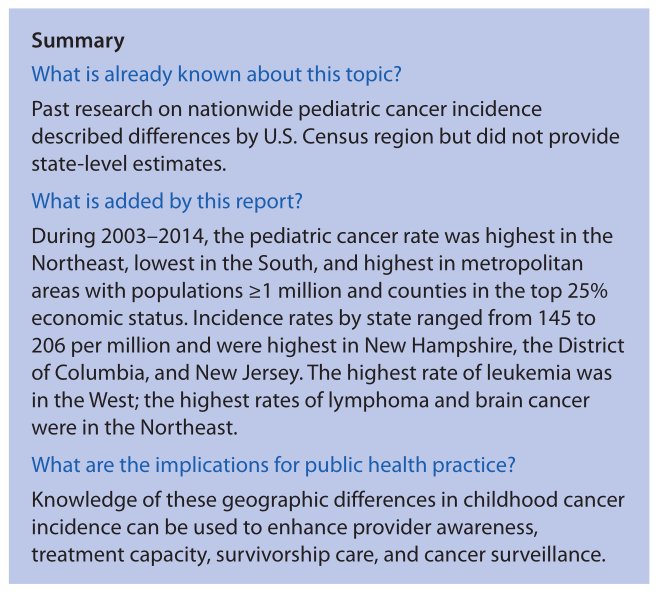 Summary
What is already known about this topic?
Past research on nationwide pediatric cancer incidence
described differences by U.S. Census region but did not provide
state-level estimates.
What is added by this report?
During 2003–2014, the pediatric cancer rate was highest in the
Northeast, lowest in the South, and highest in metropolitan
areas with populations ≥1 million and counties in the top 25%
economic status. Incidence rates by state ranged from 145 to
206 per million and were highest in New Hampshire, the District
of Columbia, and New Jersey. The highest rate of leukemia was
in the West; the highest rates of lymphoma and brain cancer
were in the Northeast.
What are the implications for public health practice?
Knowledge of these geographic differences in childhood cancer
incidence can be used to enhance provider awareness,
treatment capacity, survivorship care, and cancer surveillance.